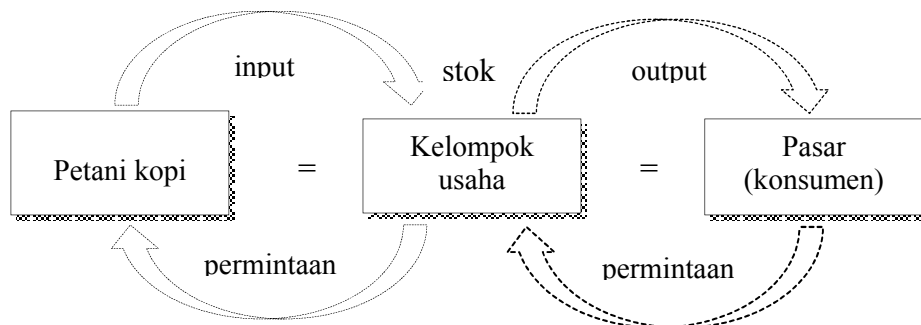 input
stok
output
Petani kopi
=
Kelompok
usaha
=
Pasar
(konsumen)
permintaan
permintaan